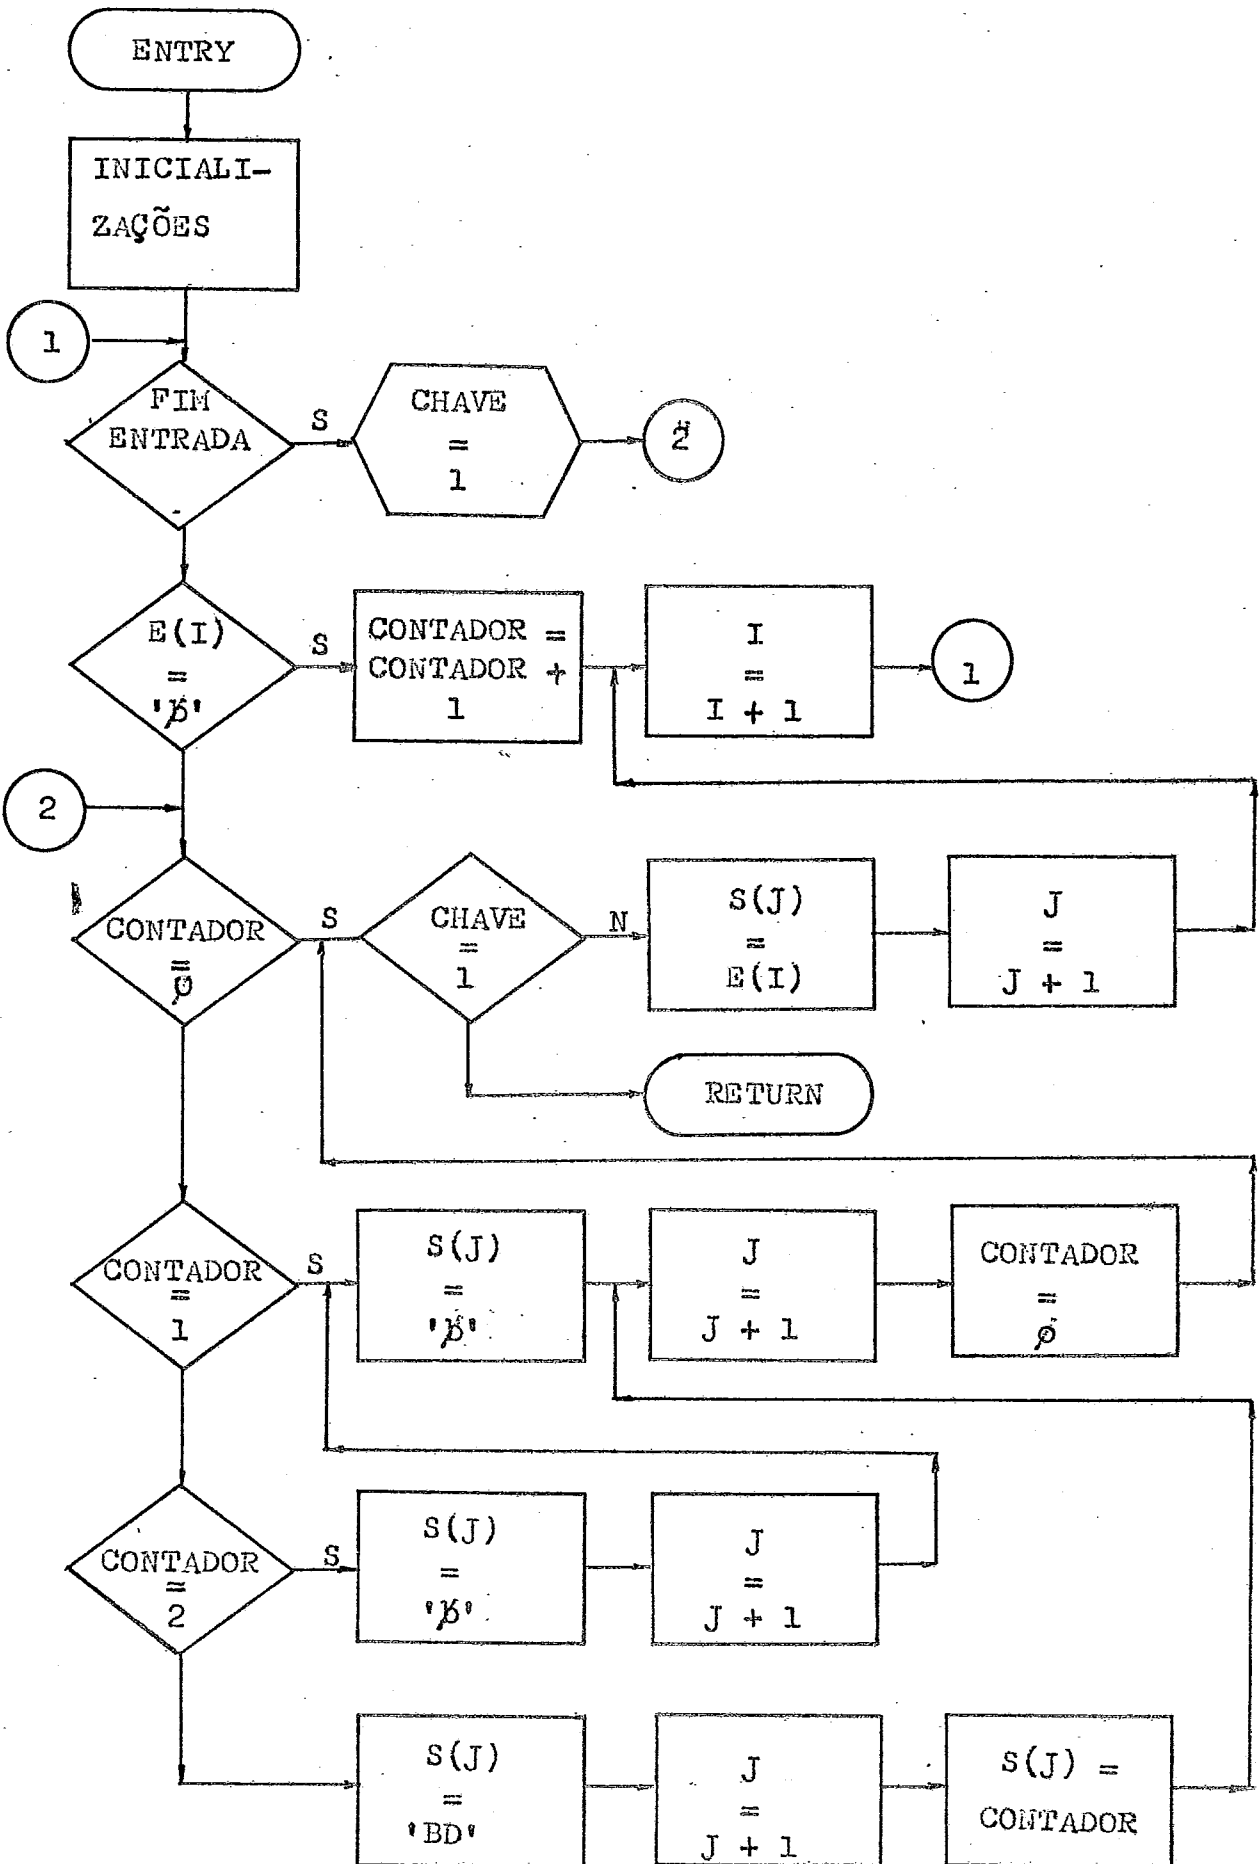 ENTRY
INICIALI-
ZAÇÕES
1
FIM
ENTRADA
S
CHAVE
=
1
2
E(I)
=
'b̸'
S
CONTADOR =
CONTADOR +
1
I
=
I + 1
1
2
CONTADOR
=
ø
S
CHAVE
=
1
N
S(J)
=
E(I)
J
=
J + 1
RETURN
CONTADOR
=
1
S
S(J)
=
'b̸'
J
=
J + 1
CONTADOR
=
ø
CONTADOR
=
2
S
S(J)
=
'b̸'
J
=
J + 1
S(J)
=
'BD'
J
=
J + 1
S(J) =
CONTADOR